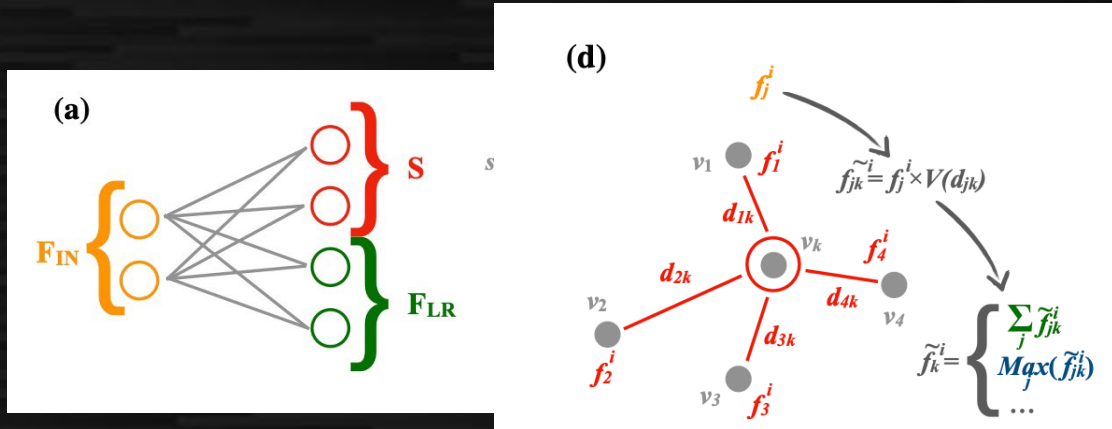 (a)
F_IN
S
F_LR
s
(d)
f_j^i
v_1
f_1^i
f̃_jk^i = f_j^i × V(d_jk)
d_1k
v_k
f_4^i
d_2k
d_4k
v_2
v_4
d_3k
f_2^i
v_3
f_3^i
f̃_k^i = { Σ_j f̃_jk^i
Max_j(f̃_jk^i)
...